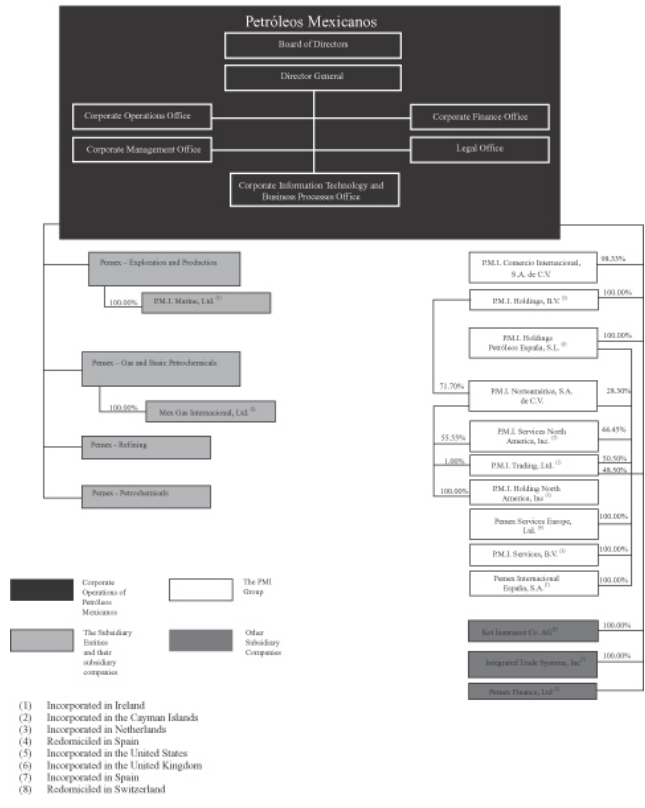 Petróleos Mexicanos
Board of Directors
Director General
Corporate Operations Office
Corporate Finance Office
Corporate Management Office
Legal Office
Corporate Information Technology and
Business Processes Office
Pemex – Exploration and Production
100.00%
P.M.I. Marine, Ltd.
Pemex – Gas and Basic Petrochemicals
100.00%
Mex Gas Internacional, Ltd.
Pemex - Refining
Pemex - Petrochemicals
P.M.I. Comercio Internacional,
S.A. de C.V.
98.33%
P.M.I. Holdings, B.V.
100.00%
P.M.I. Holdings
Petróleos España, S.L.
100.00%
71.70%
P.M.I. Norteamérica, S.A.
de C.V.
28.30%
55.55%
P.M.I. Services North
America, Inc.
44.45%
1.00%
P.M.I. Trading, Ltd.
50.50%
48.50%
100.00%
P.M.I. Holding North
America, Inc
Pemex Services Europe,
Ltd.
100.00%
P.M.I. Services, B.V.
100.00%
Pemex Internacional
España, S.A.
100.00%
Kot Insurance Co. AG
100.00%
Integrated Trade Systems, Inc
100.00%
Pemex Finance, Ltd
Corporate
Operations of
Petróleos
Mexicanos
The PMI
Group
The Subsidiary
Entities
and their
subsidiary
companies
Other
Subsidiary
Companies
(1) Incorporated in Ireland
(2) Incorporated in the Cayman Islands
(3) Incorporated in Netherlands
(4) Redomiciled in Spain
(5) Incorporated in the United States
(6) Incorporated in the United Kingdom
(7) Incorporated in Spain
(8) Redomiciled in Switzerland